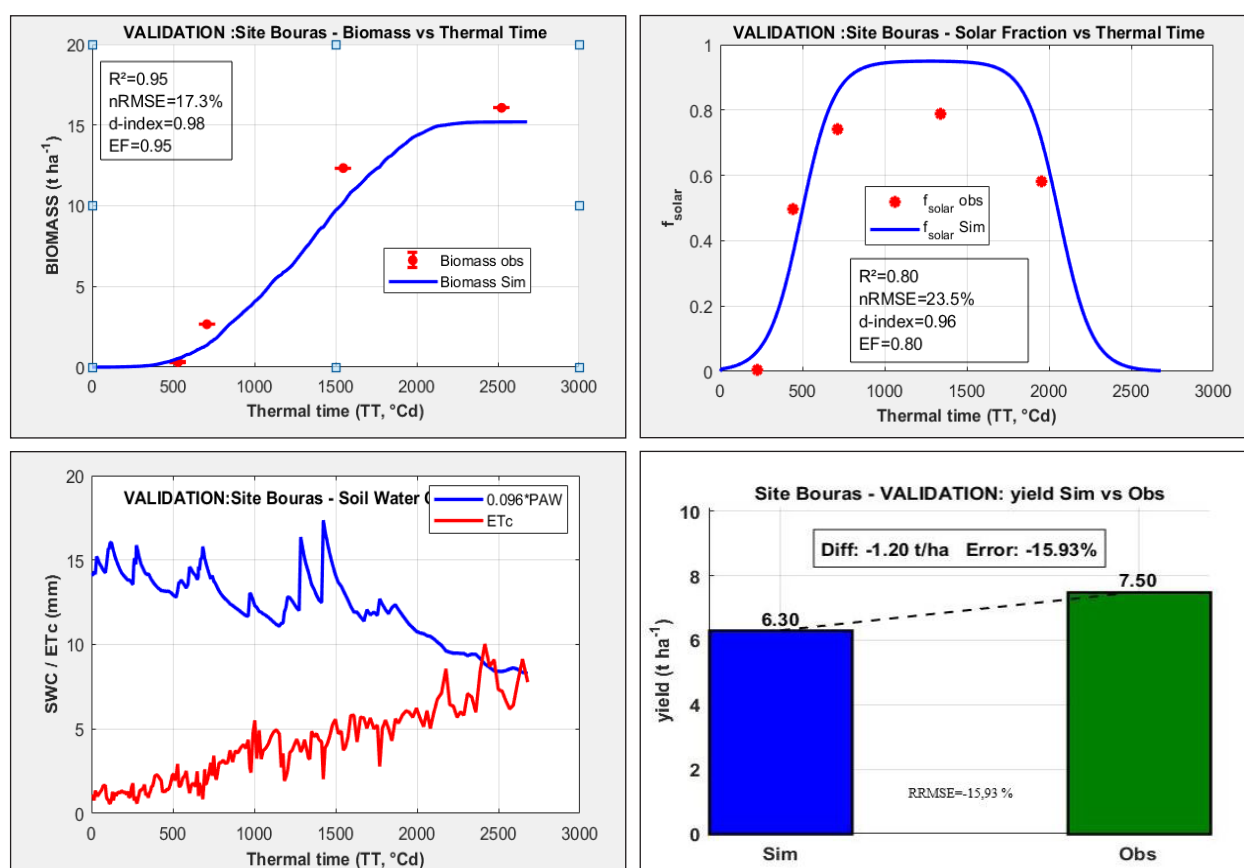 VALIDATION :Site Bouras - Biomass vs Thermal Time
20
15
10
5
0
BIOMASS (t ha⁻¹)
R²=0.95
nRMSE=17.3%
d-index=0.98
EF=0.95
Biomass obs
Biomass Sim
0 500 1000 1500 2000 2500 3000
Thermal time (TT, °Cd)
VALIDATION :Site Bouras - Solar Fraction vs Thermal Time
1
0.8
0.6
0.4
0.2
0
f_solar
f_solar obs
f_solar Sim
R²=0.80
nRMSE=23.5%
d-index=0.96
EF=0.80
0 500 1000 1500 2000 2500 3000
Thermal time (TT, °Cd)
VALIDATION:Site Bouras - Soil Water
0.096*PAW
ETc
20
15
10
5
0
SWC / ETc (mm)
0 500 1000 1500 2000 2500 3000
Thermal time (TT, °Cd)
Site Bouras - VALIDATION: yield Sim vs Obs
Diff: -1.20 t/ha Error: -15.93%
10
8
6
4
2
0
yield (t ha⁻¹)
6.30
7.50
RRMSE=-15,93 %
Sim Obs